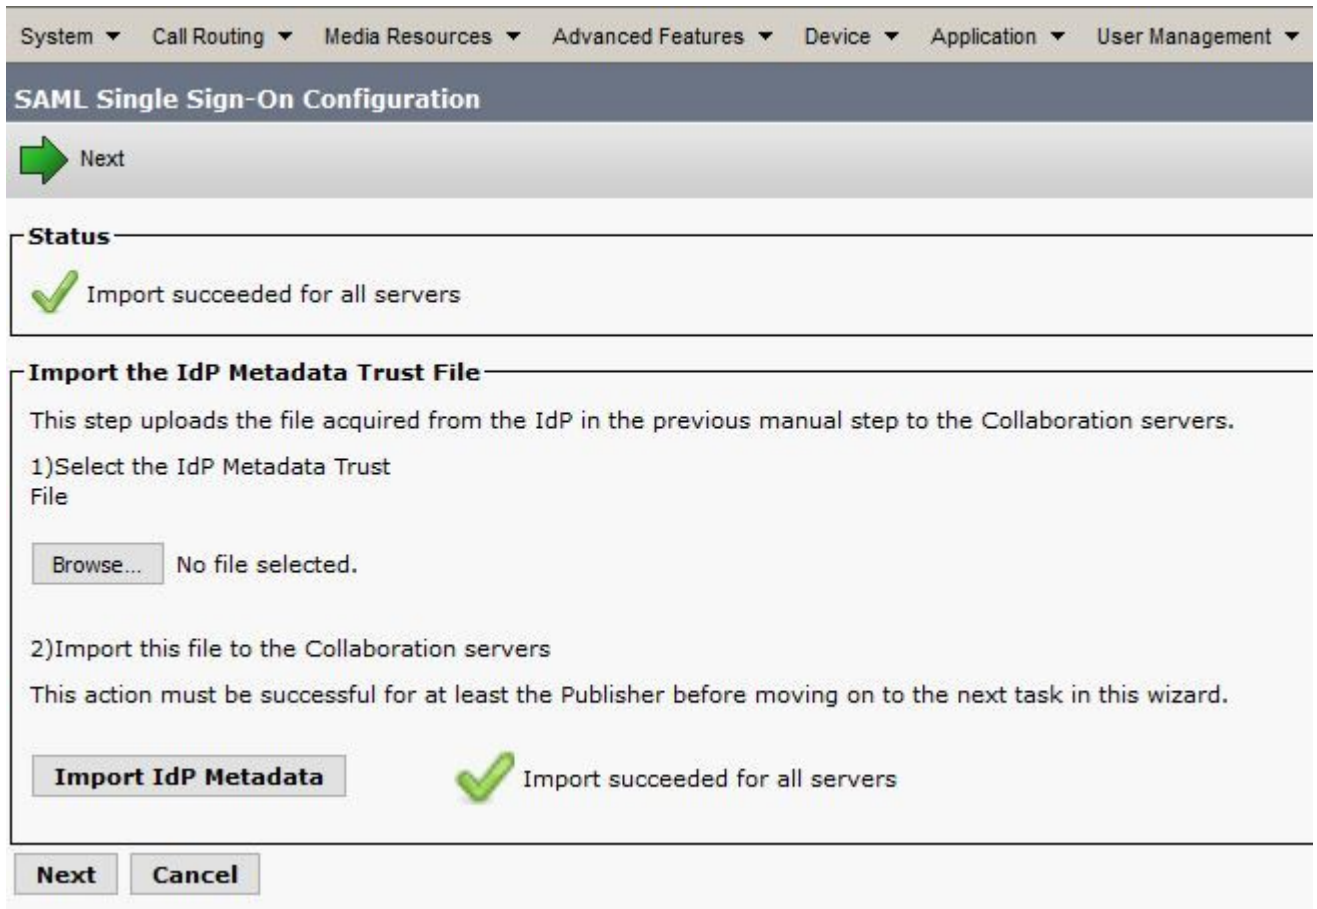 System Call Routing Media Resources Advanced Features Device Application User Management
SAML Single Sign-On Configuration
Next
Status
Import succeeded for all servers
Import the IdP Metadata Trust File
This step uploads the file acquired from the IdP in the previous manual step to the Collaboration servers.
1)Select the IdP Metadata Trust
File
Browse... No file selected.
2)Import this file to the Collaboration servers
This action must be successful for at least the Publisher before moving on to the next task in this wizard.
Import IdP Metadata Import succeeded for all servers
Next Cancel